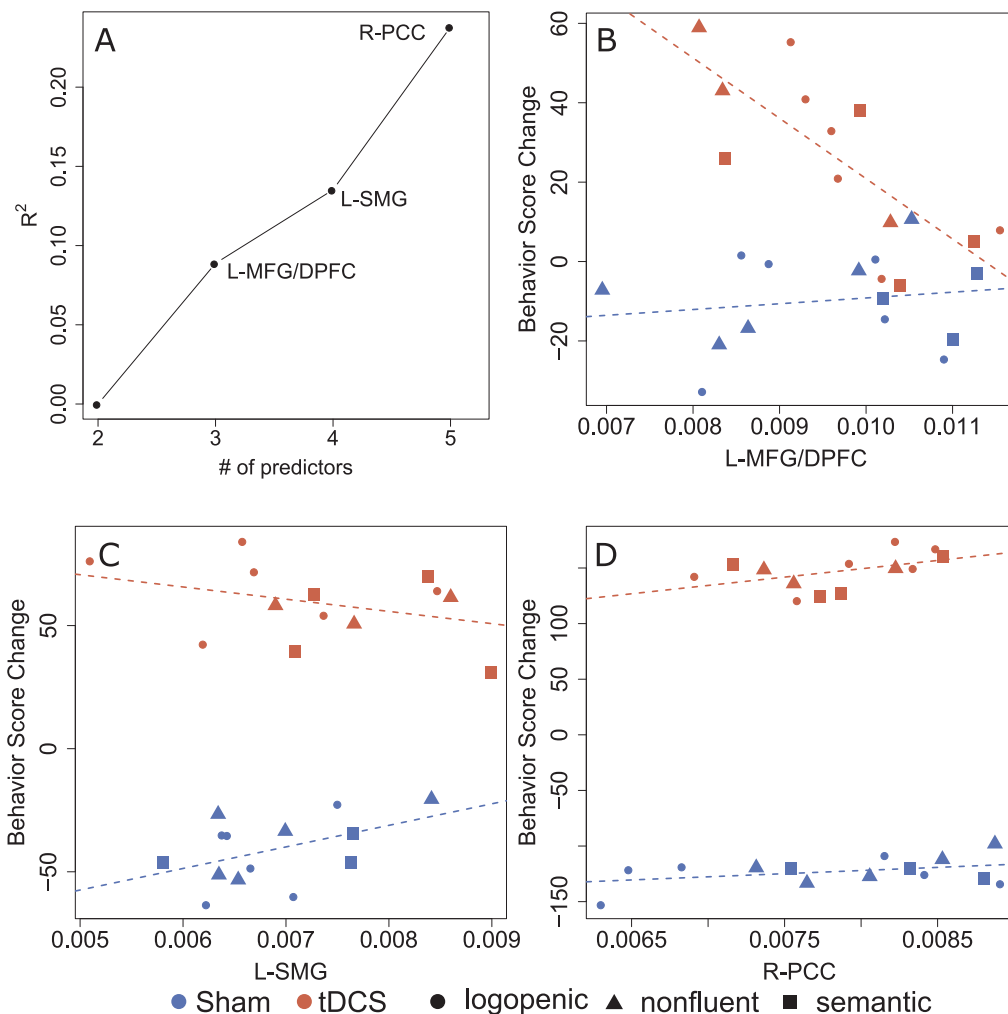 A
R-PCC
L-SMG
L-MFG/DPFC
R2
0.00 0.05 0.10 0.15 0.20
2 3 4 5
# of predictors
B
Behavior Score Change
−20 0 20 40 60
0.007 0.008 0.009 0.010 0.011
L-MFG/DPFC
C
Behavior Score Change
−50 0 50
0.005 0.006 0.007 0.008 0.009
L-SMG
D
Behavior Score Change
−150 −50 0 50 100
0.0065 0.0075 0.0085
R-PCC
Sham tDCS logopenic nonfluent semantic